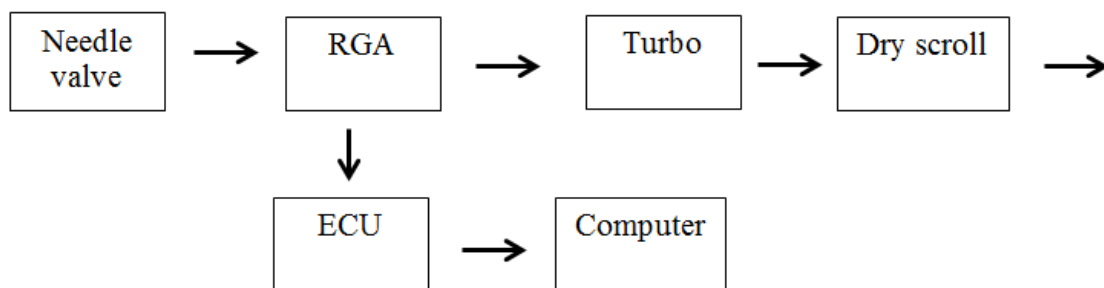 Needle
valve
RGA
Turbo
Dry scroll
ECU
Computer